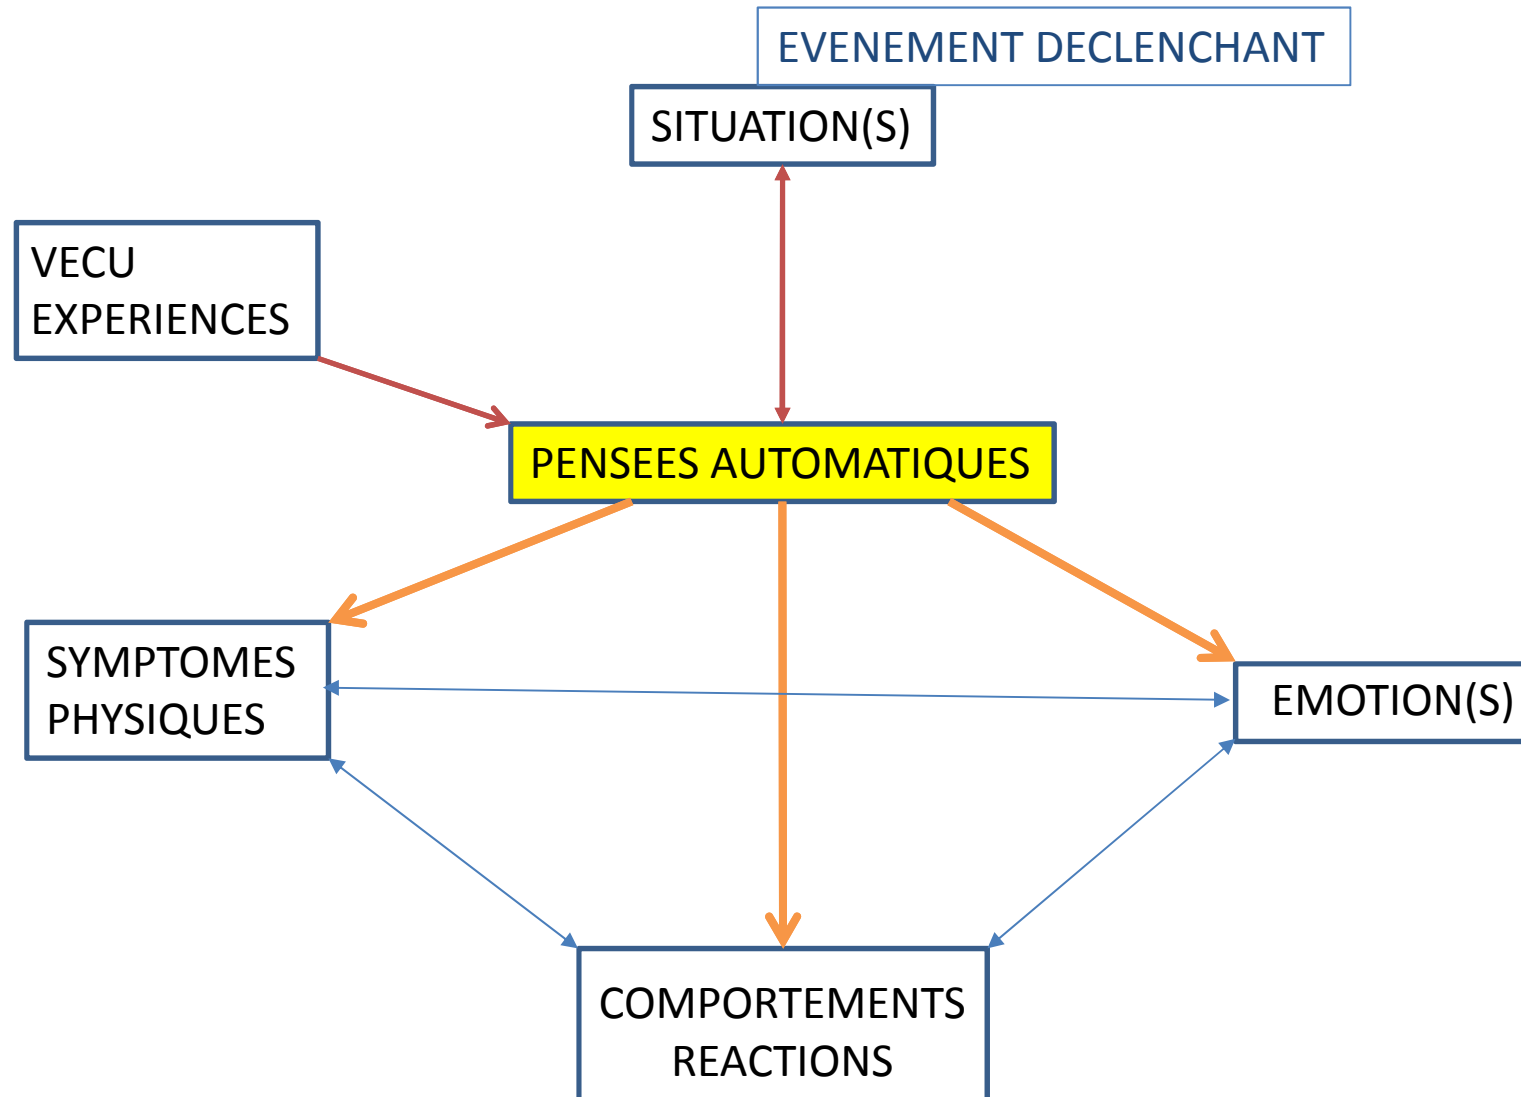 EVENEMENT DECLENCHANT
SITUATION(S)
VECU
EXPERIENCES
PENSEES AUTOMATIQUES
SYMPTOMES
PHYSIQUES
EMOTION(S)
COMPORTEMENTS
REACTIONS